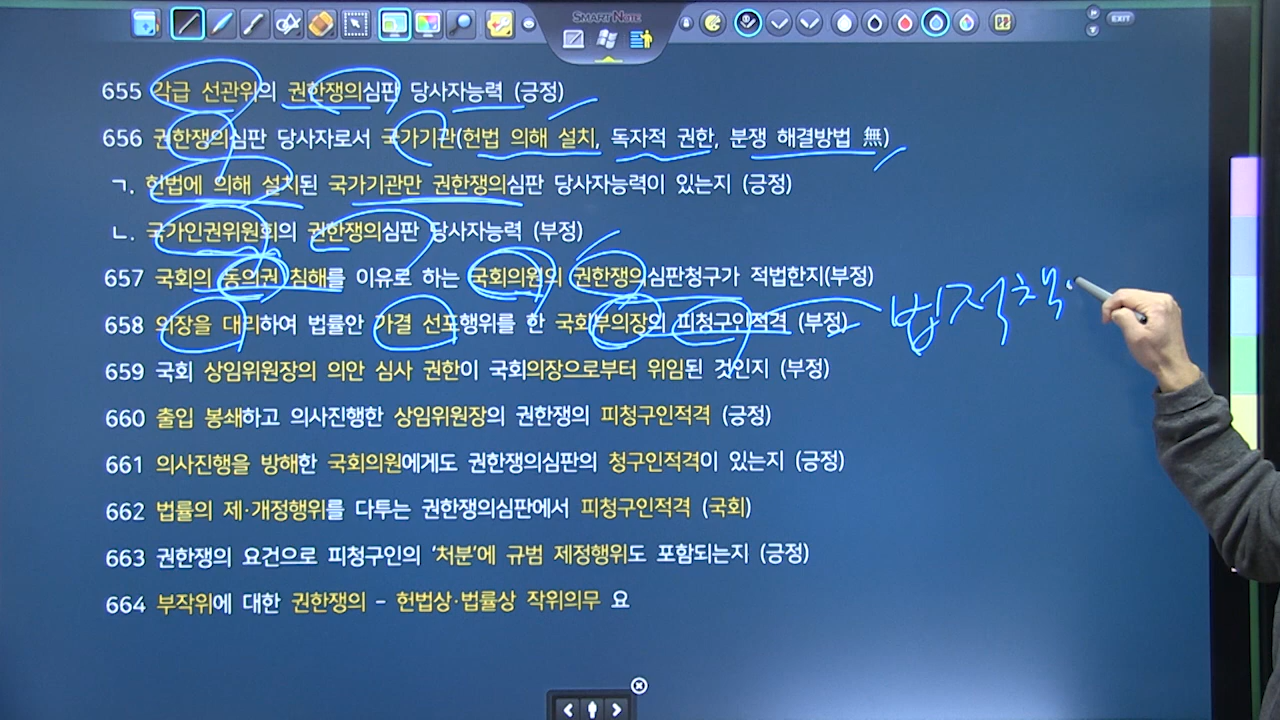 SMART NOTE
EXIT
655 각급 선관위의 권한쟁의심판 당사자능력 (긍정)
656 권한쟁의심판 당사자로서 국가기관(헌법 의해 설치, 독자적 권한, 분쟁 해결방법 無)
ㄱ. 헌법에 의해 설치된 국가기관만 권한쟁의심판 당사자능력이 있는지 (긍정)
ㄴ. 국가인권위원회의 권한쟁의심판 당사자능력 (부정)
657 국회의 동의권 침해를 이유로 하는 국회의원의 권한쟁의심판청구가 적법한지(부정)
658 의장을 대리하여 법률안 가결 선포행위를 한 국회부의장의 피청구인적격 (부정)
법적책
659 국회 상임위원장의 의안 심사 권한이 국회의장으로부터 위임된 것인지 (부정)
660 출입 봉쇄하고 의사진행한 상임위원장의 권한쟁의 피청구인적격 (긍정)
661 의사진행을 방해한 국회의원에게도 권한쟁의심판의 청구인적격이 있는지 (긍정)
662 법률의 제·개정행위를 다투는 권한쟁의심판에서 피청구인적격 (국회)
663 권한쟁의 요건으로 피청구인의 '처분'에 규범 제정행위도 포함되는지 (긍정)
664 부작위에 대한 권한쟁의 - 헌법상·법률상 작위의무 요